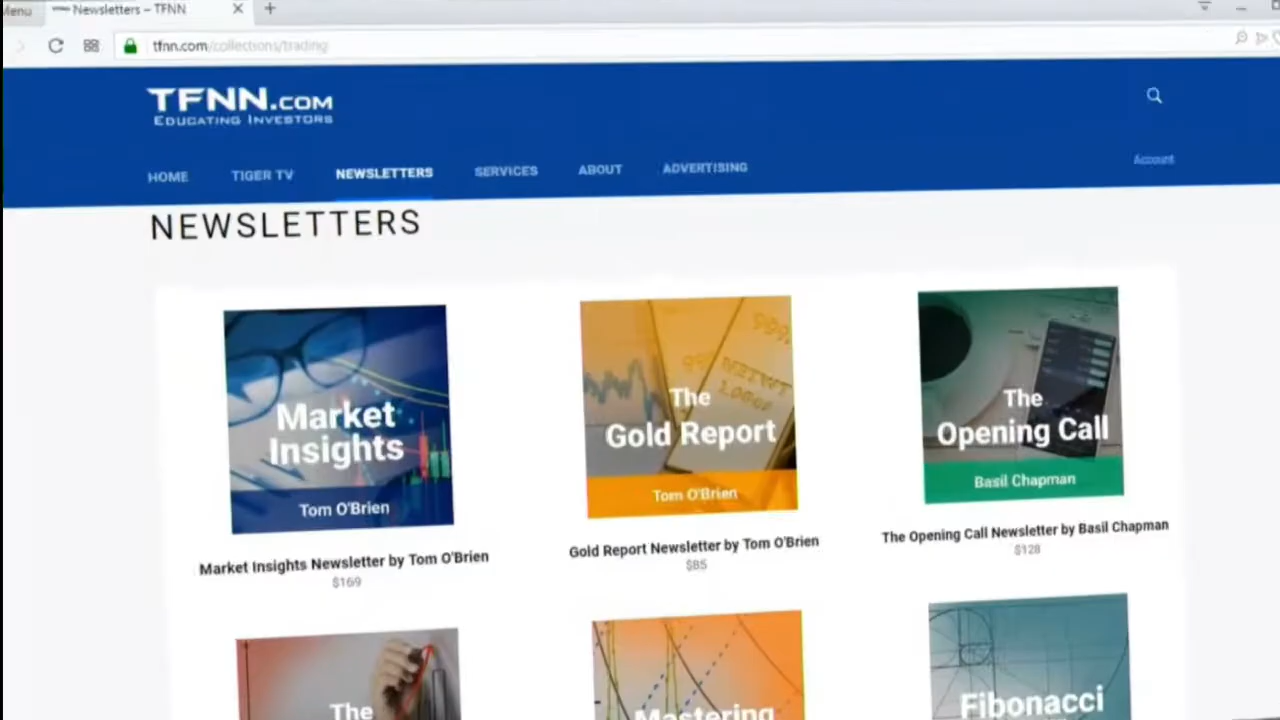 Menu
Newsletters – TFNN
tfnn.com/collections/trading
TFNN.COM
EDUCATING INVESTORS
HOME TIGER TV NEWSLETTERS SERVICES ABOUT ADVERTISING
Account
NEWSLETTERS
Market
Insights
Tom O'Brien
Market Insights Newsletter by Tom O'Brien
$169
The
Gold Report
Tom O'Brien
Gold Report Newsletter by Tom O'Brien
$85
The
Opening Call
Basil Chapman
The Opening Call Newsletter by Basil Chapman
$128
The
Mastering
Fibonacci